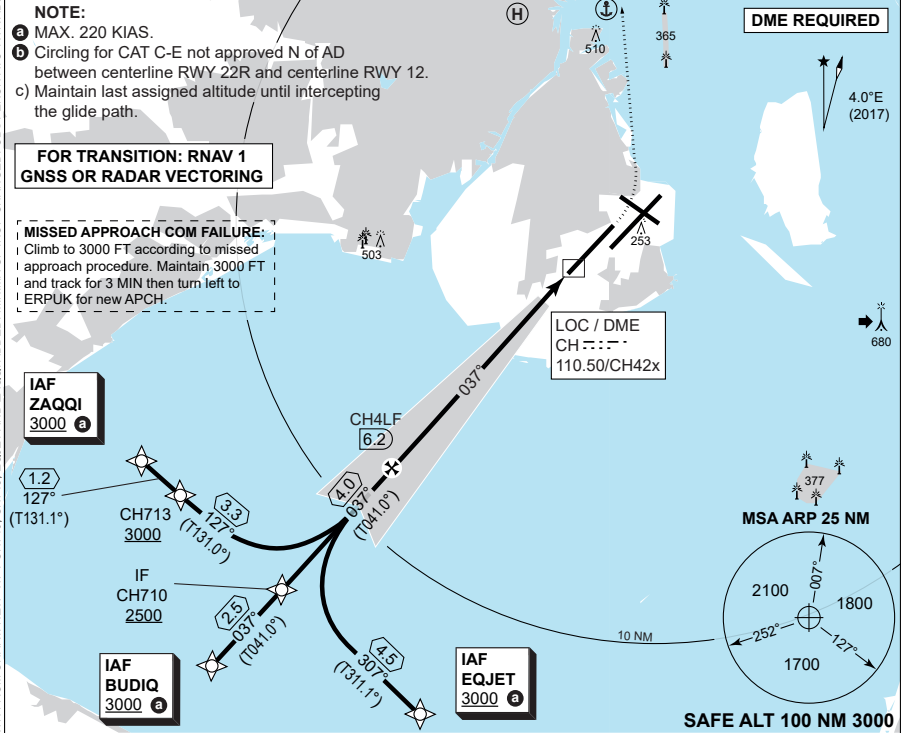 NOTE:
a MAX. 220 KIAS.
b Circling for CAT C-E not approved N of AD
between centerline RWY 22R and centerline RWY 12.
c) Maintain last assigned altitude until intercepting
the glide path.
H
510
365
DME REQUIRED
4.0°E
(2017)
FOR TRANSITION: RNAV 1
GNSS OR RADAR VECTORING
MISSED APPROACH COM FAILURE:
Climb to 3000 FT according to missed
approach procedure. Maintain 3000 FT
and track for 3 MIN then turn left to
ERPUK for new APCH.
503
253
LOC / DME
CH
110.50/CH42x
680
IAF
ZAQQI
3000 a
037°
CH4LF
6.2
1.2
127°
(T131.1°)
CH713
3000
3.3
127°
(T131.0°)
4.0
037°
(T041.0°)
377
MSA ARP 25 NM
IF
CH710
2500
2.5
037°
(T041.0°)
4.5
307°
(T311.1°)
10 NM
007°
2100
1800
252°
127°
1700
IAF
BUDIQ
3000 a
IAF
EQJET
3000 a
SAFE ALT 100 NM 3000